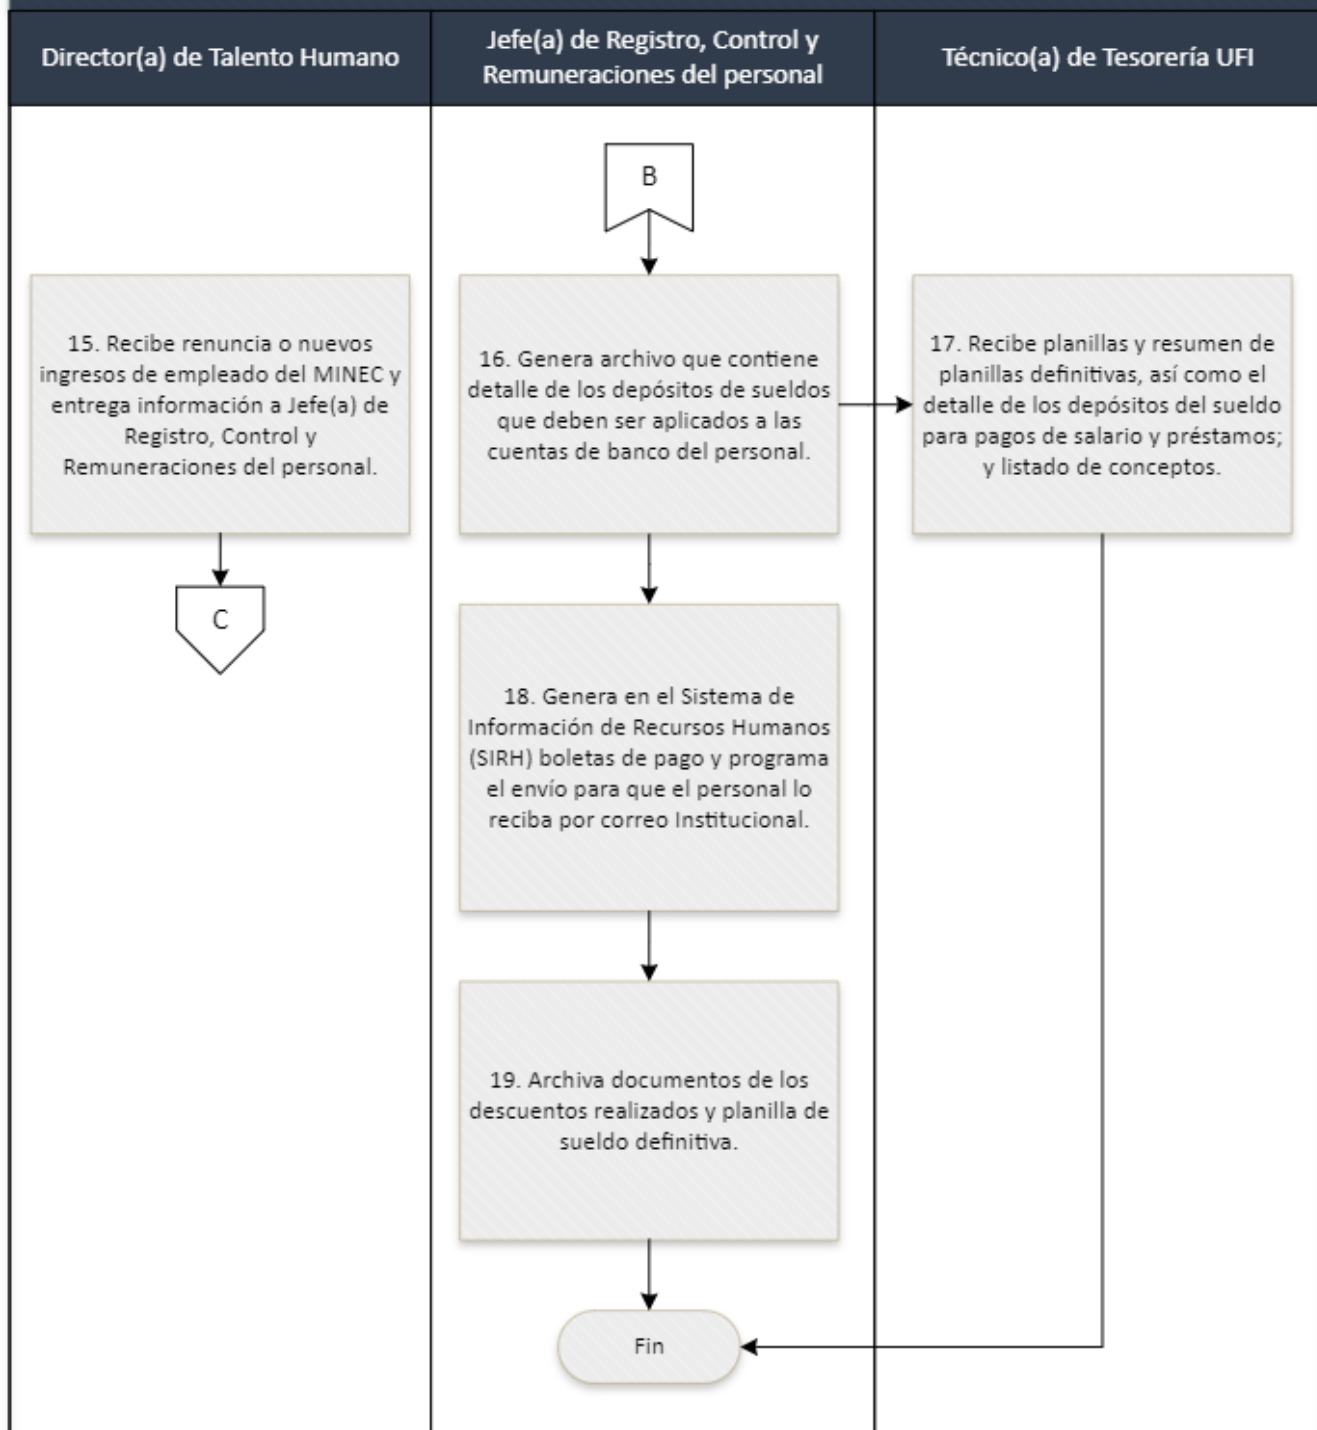 Director(a) de Talento Humano
Jefe(a) de Registro, Control y
Remuneraciones del personal
Técnico(a) de Tesorería UFI
B
15. Recibe renuncia o nuevos
ingresos de empleado del MINEC y
entrega información a Jefe(a) de
Registro, Control y
Remuneraciones del personal.
16. Genera archivo que contiene
detalle de los depósitos de sueldos
que deben ser aplicados a las
cuentas de banco del personal.
17. Recibe planillas y resumen de
planillas definitivas, así como el
detalle de los depósitos del sueldo
para pagos de salario y préstamos;
y listado de conceptos.
C
18. Genera en el Sistema de
Información de Recursos Humanos
(SIRH) boletas de pago y programa
el envío para que el personal lo
reciba por correo Institucional.
19. Archiva documentos de los
descuentos realizados y planilla de
sueldo definitiva.
Fin